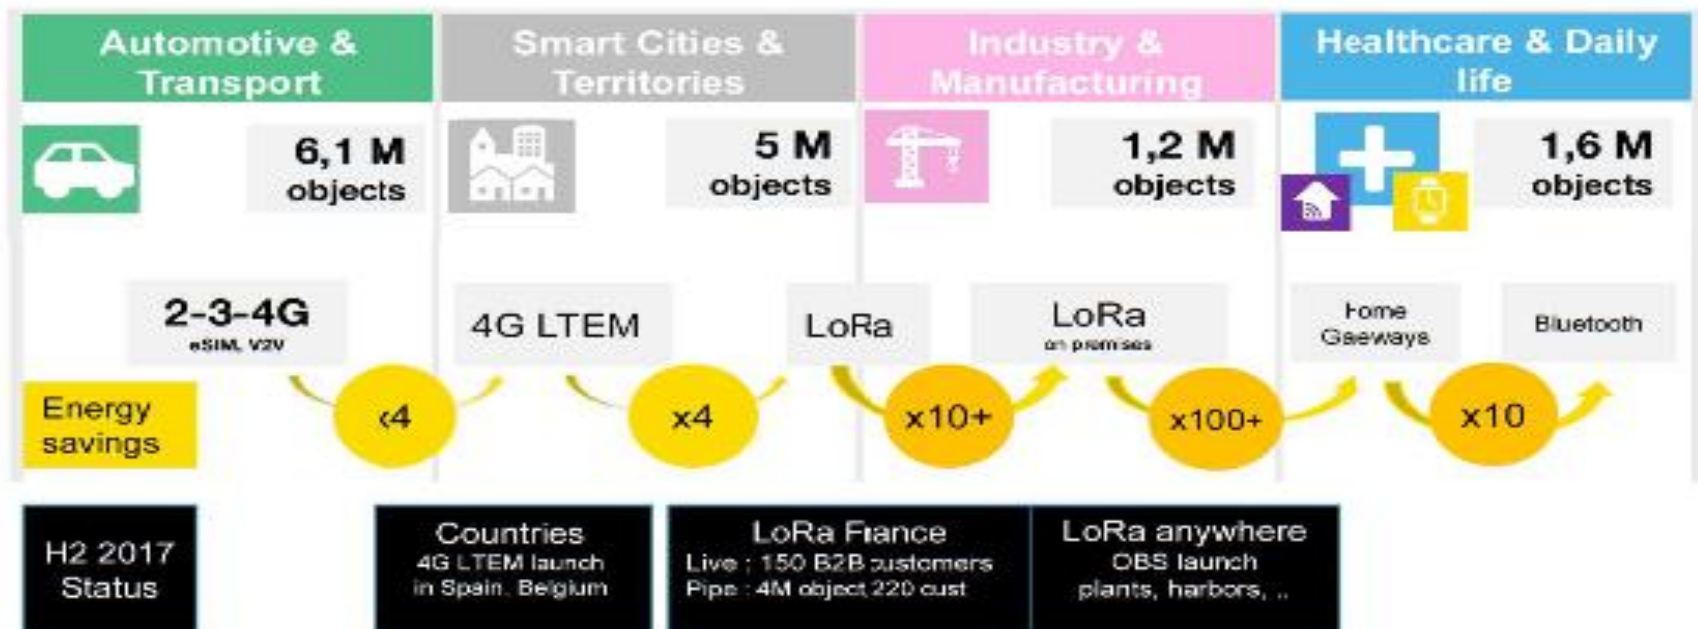 Automotive &
Transport
Smart Cities &
Territories
Industry &
Manufacturing
Healthcare & Daily
life
6,1 M
objects
5 M
objects
1,2 M
objects
1,6 M
objects
2-3-4G
eSIM, V2V
4G LTEM
LoRa
LoRa
on premises
Home
Gaeways
Bluetooth
Energy
savings
x4
x4
x10+
x100+
x10
H2 2017
Status
Countries
4G LTEM launch
in Spain, Belgium
LoRa France
Live : 150 B2B customers
Pipe : 4M object 220 cust
LoRa anywhere
OBS launch
plants, harbors, ..